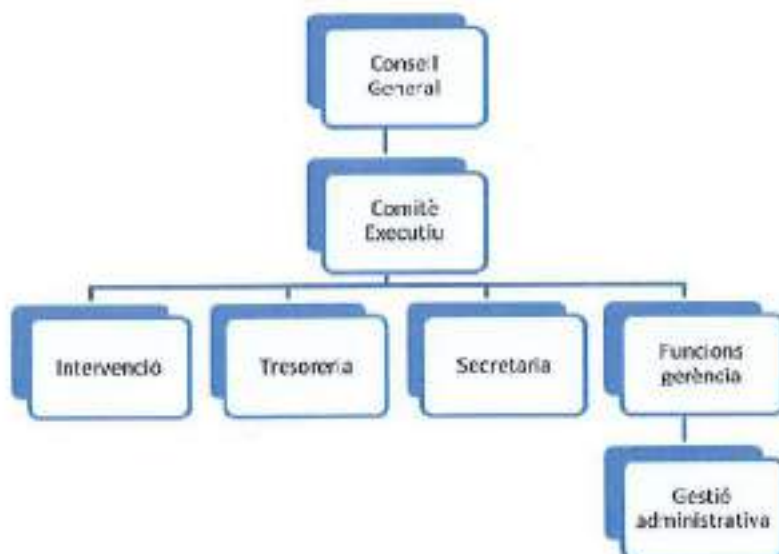 Consell
General
Comitè
Executiu
Intervenció
Tresoreria
Secretaria
Funcions
gerència
Gestió
administrativa